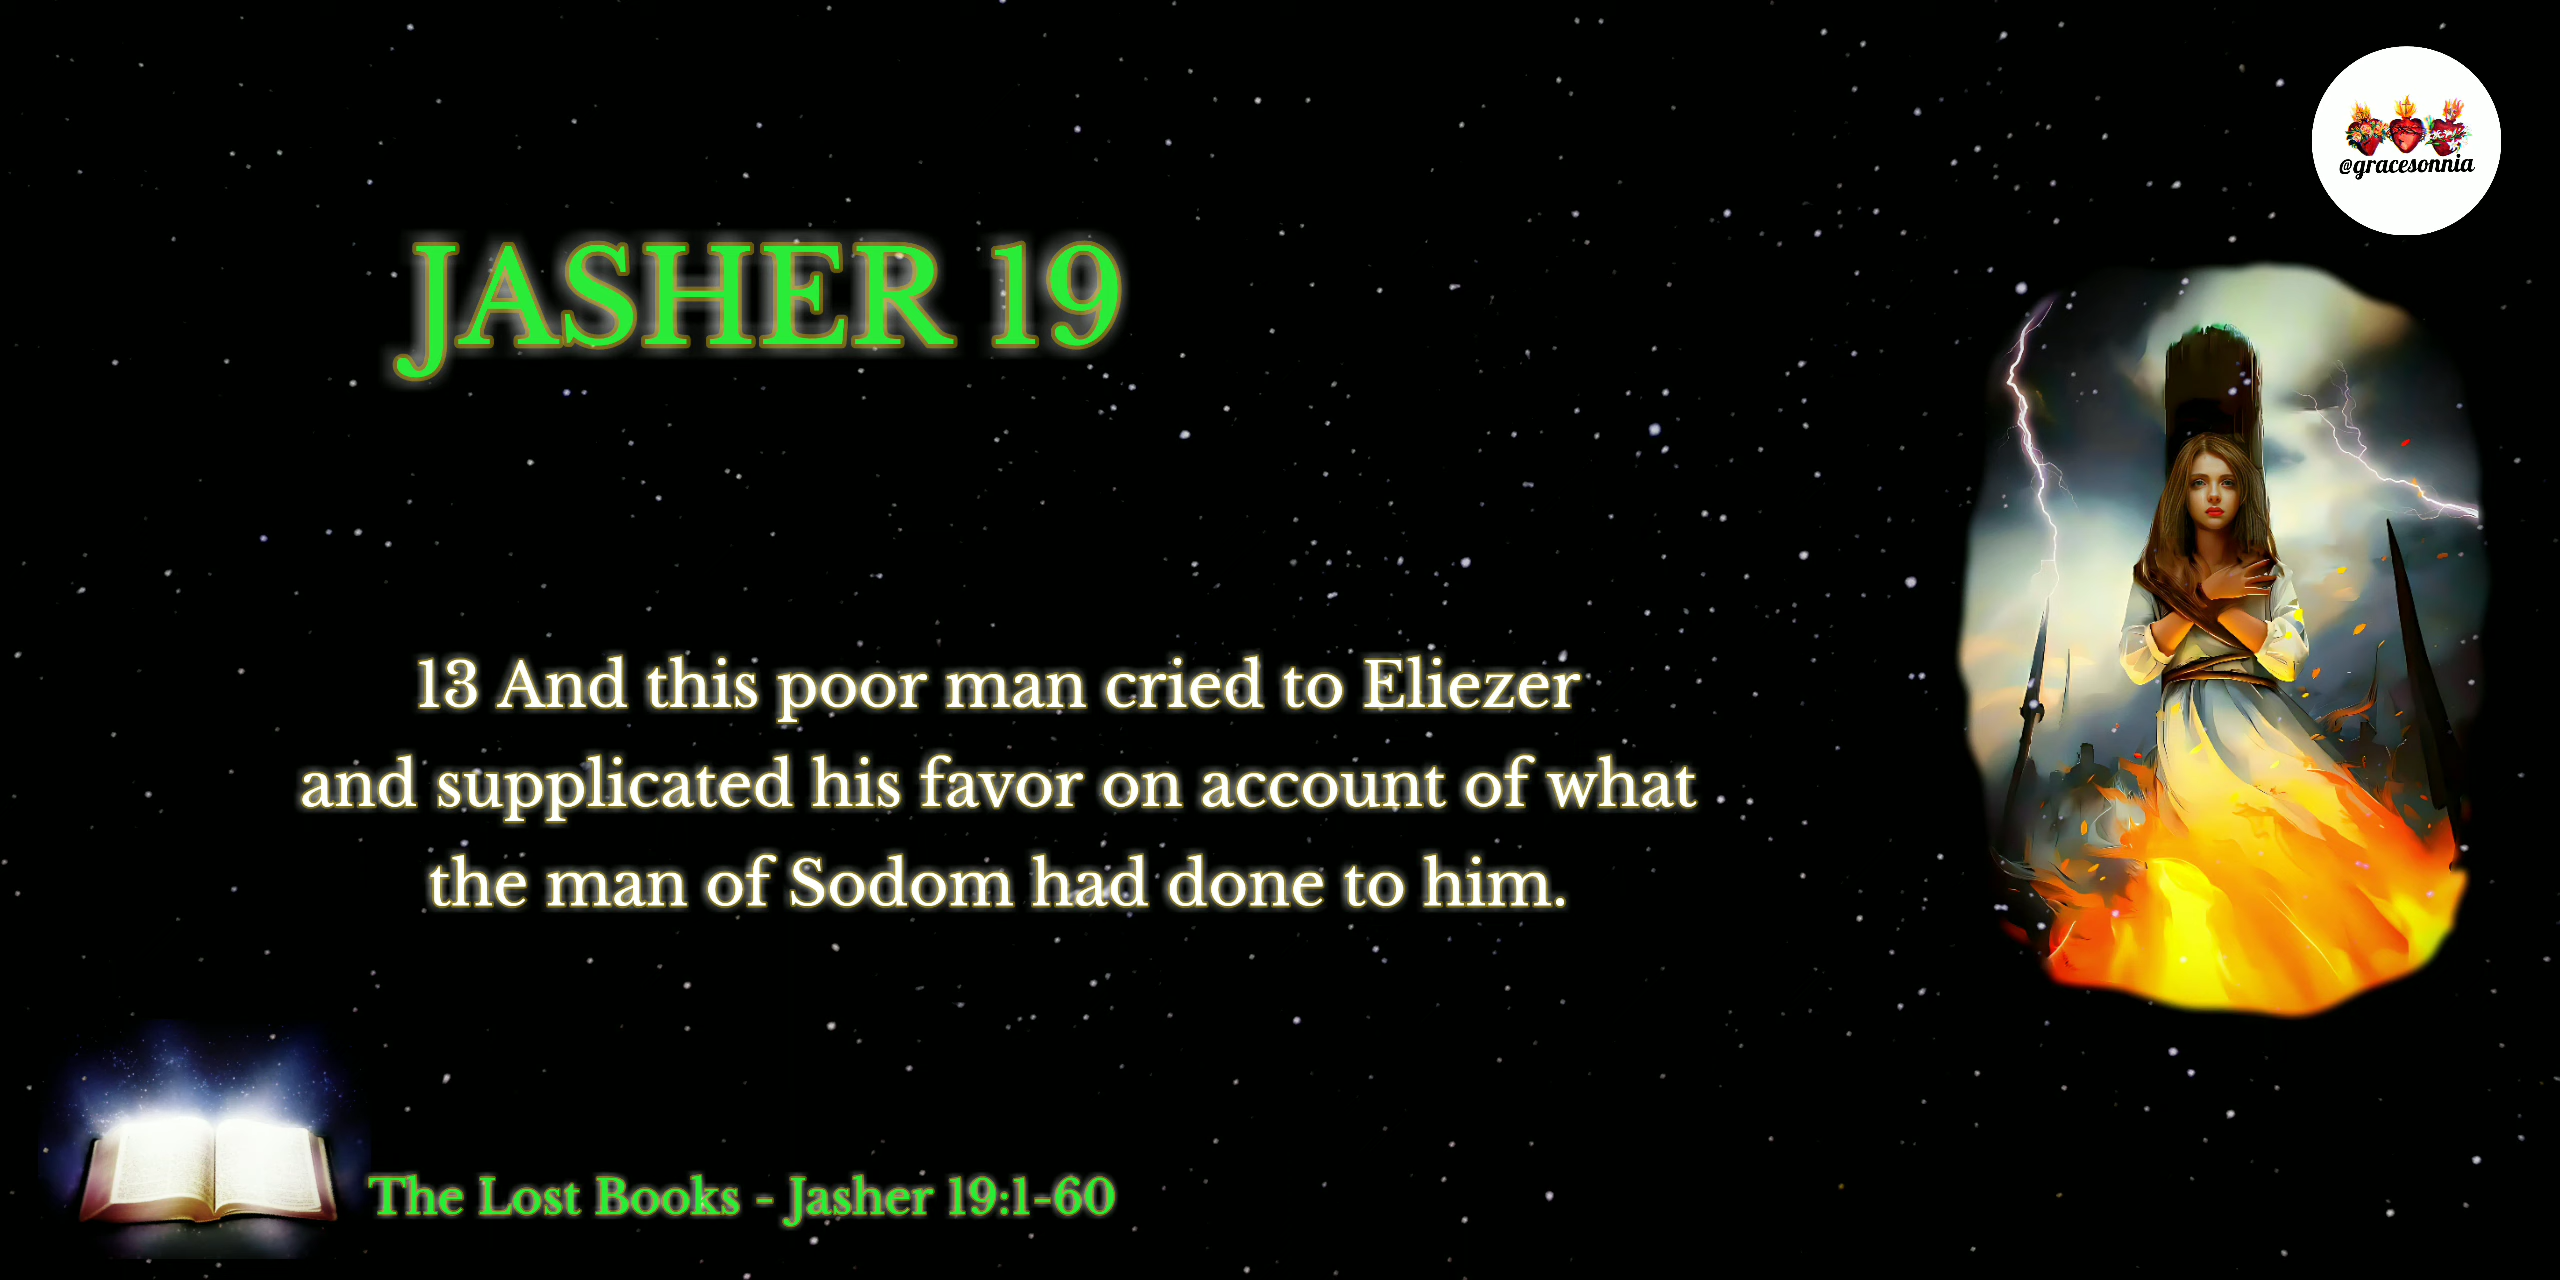 @gracesonnia
JASHER 19
13 And this poor man cried to Eliezer
and supplicated his favor on account of what
the man of Sodom had done to him.
The Lost Books - Jasher 19:1-60